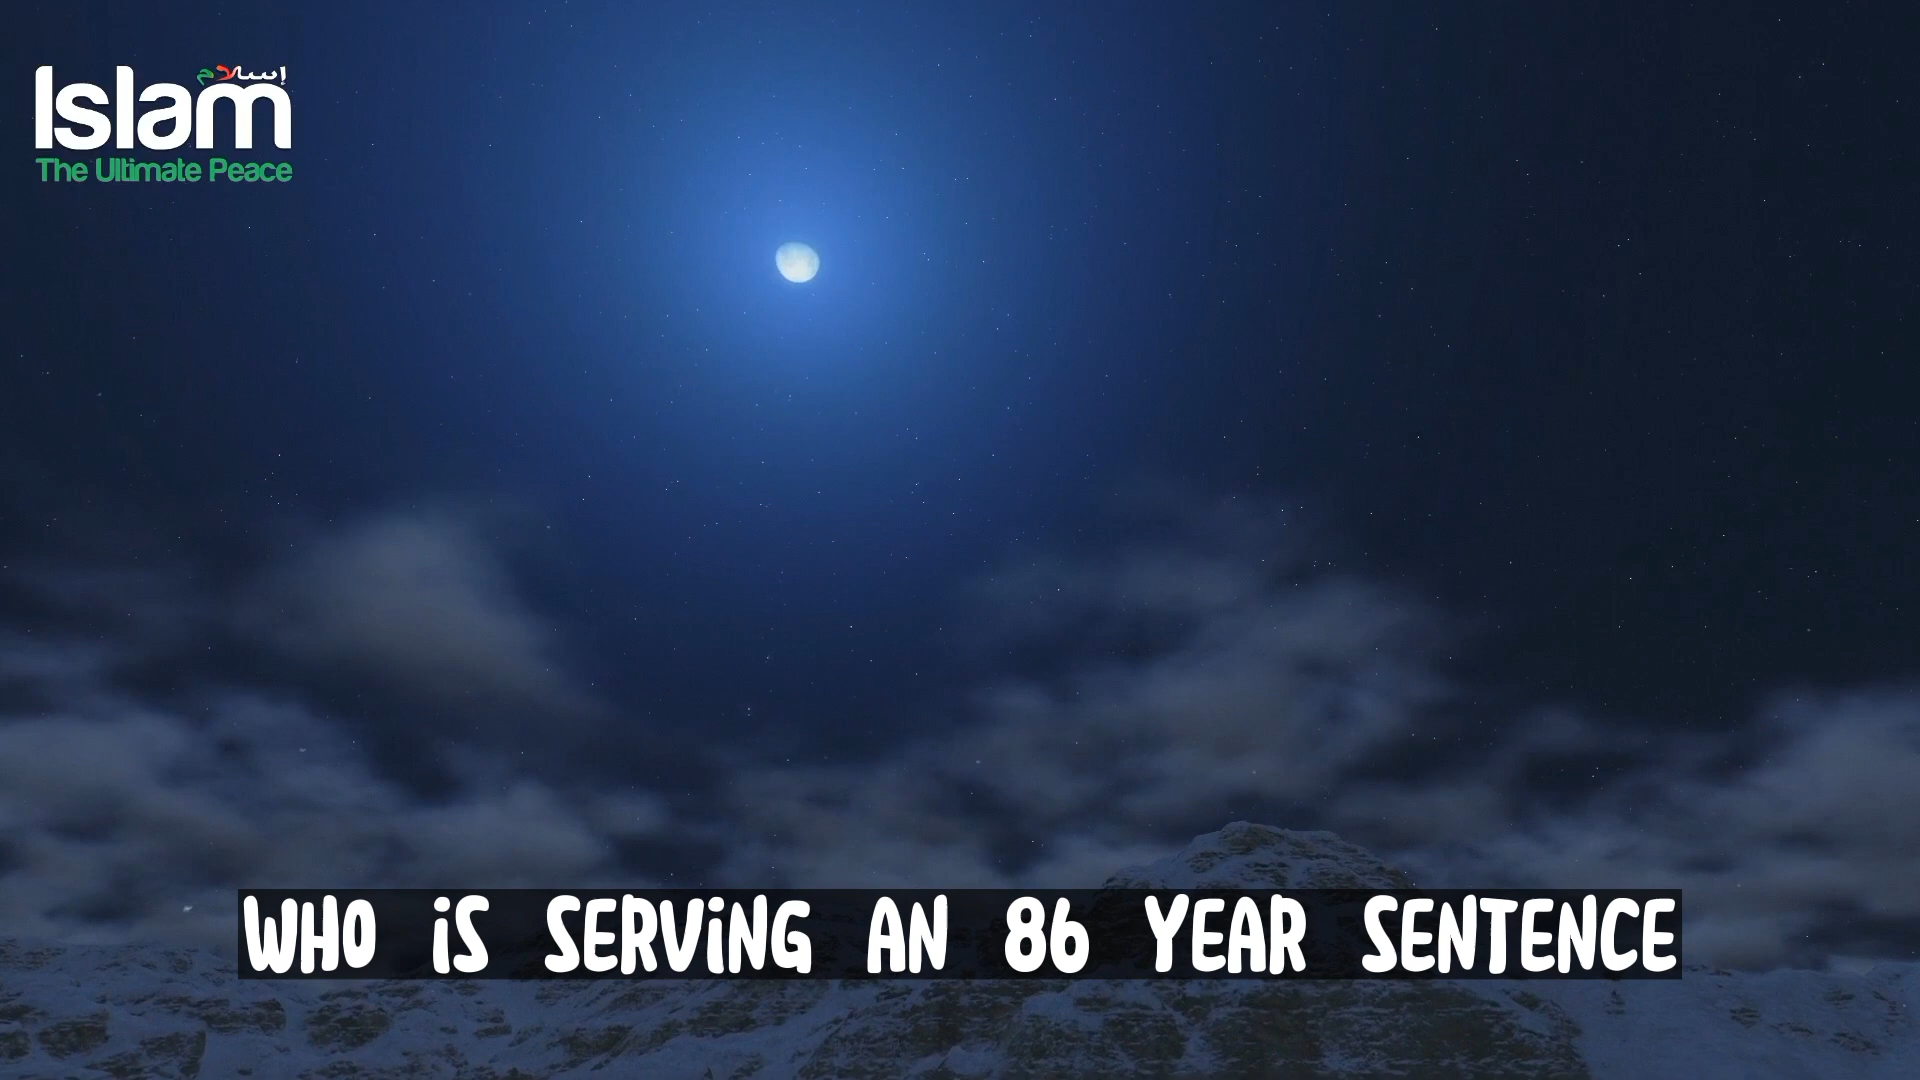 إسلام
Islam
The Ultimate Peace
WHO iS SERViNG AN 86 YEAR SENTENCE